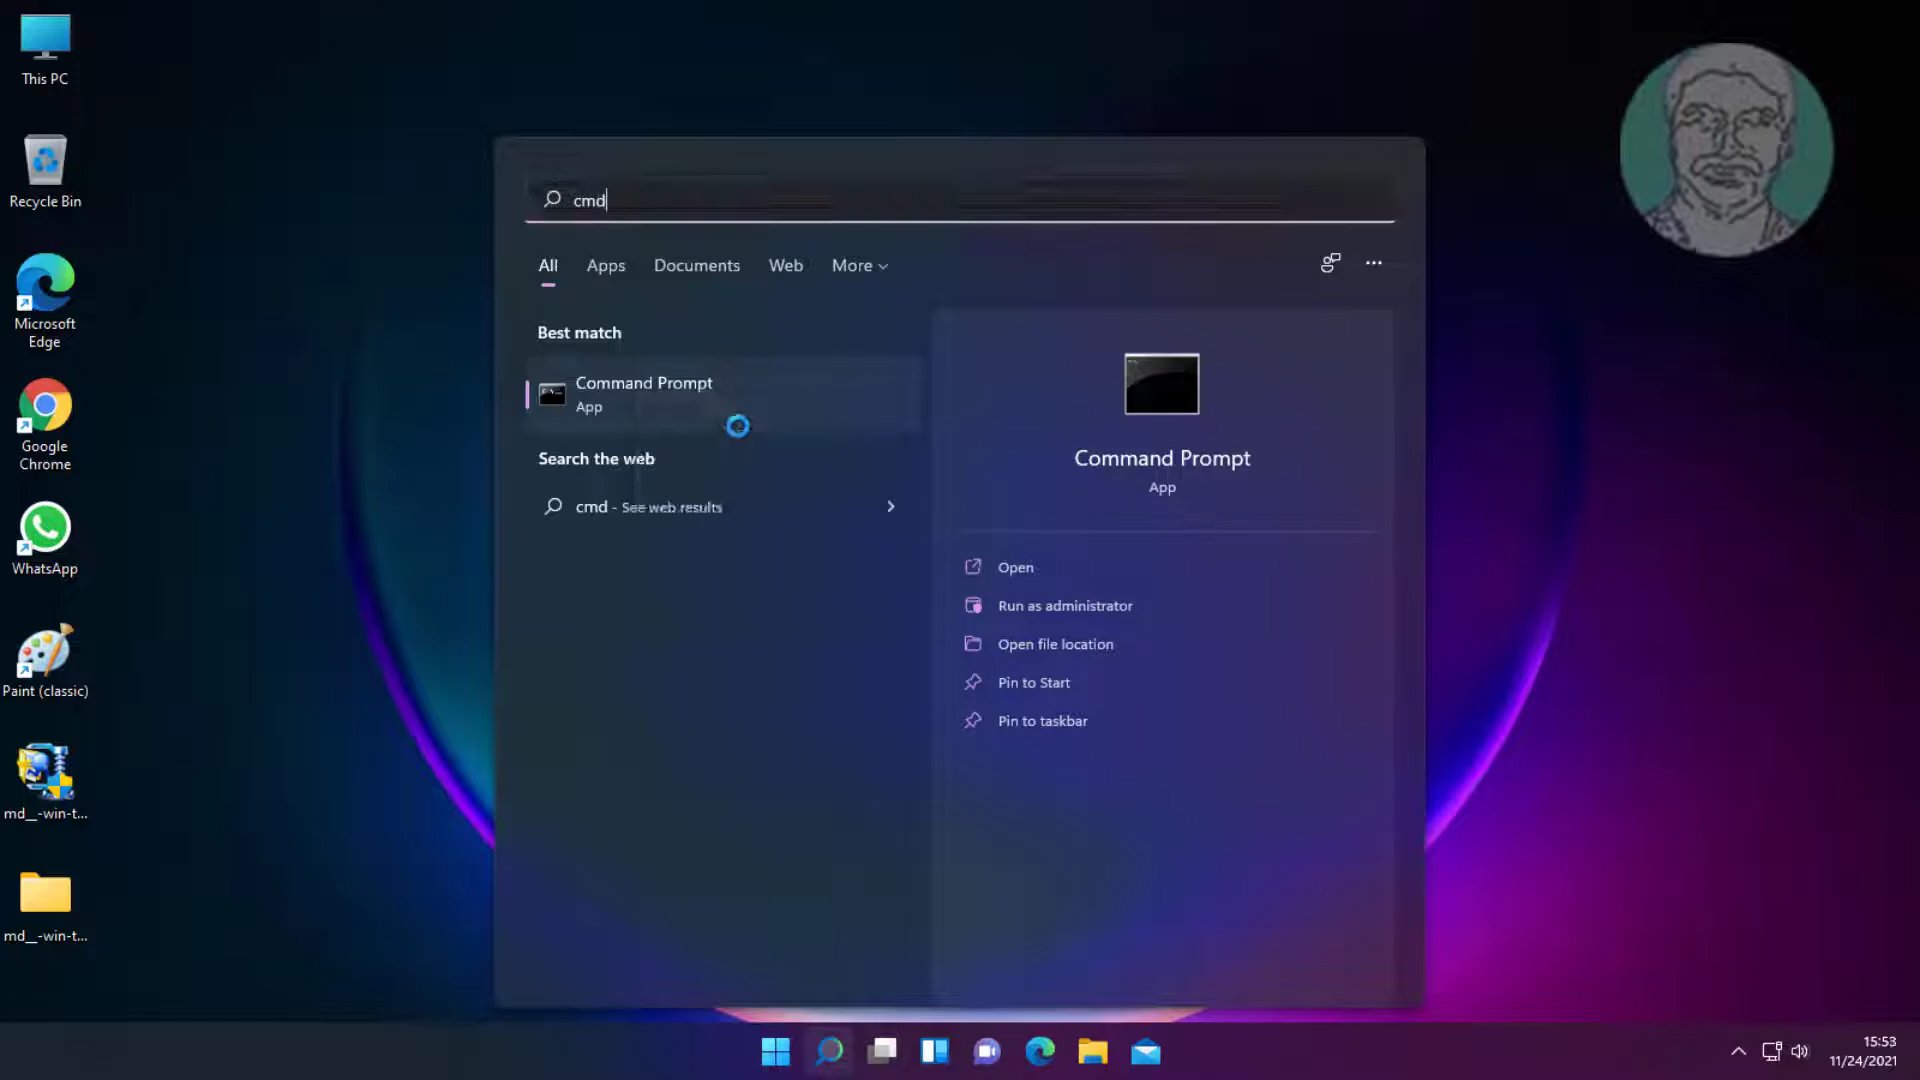 This PC
Recycle Bin
Microsoft
Edge
Google
Chrome
WhatsApp
Paint (classic)
md__-win-t...
md__-win-t...
cmd
All
Apps
Documents
Web
More
Best match
Command Prompt
App
Search the web
cmd - See web results
Command Prompt
App
Open
Run as administrator
Open file location
Pin to Start
Pin to taskbar
15:53
11/24/2021